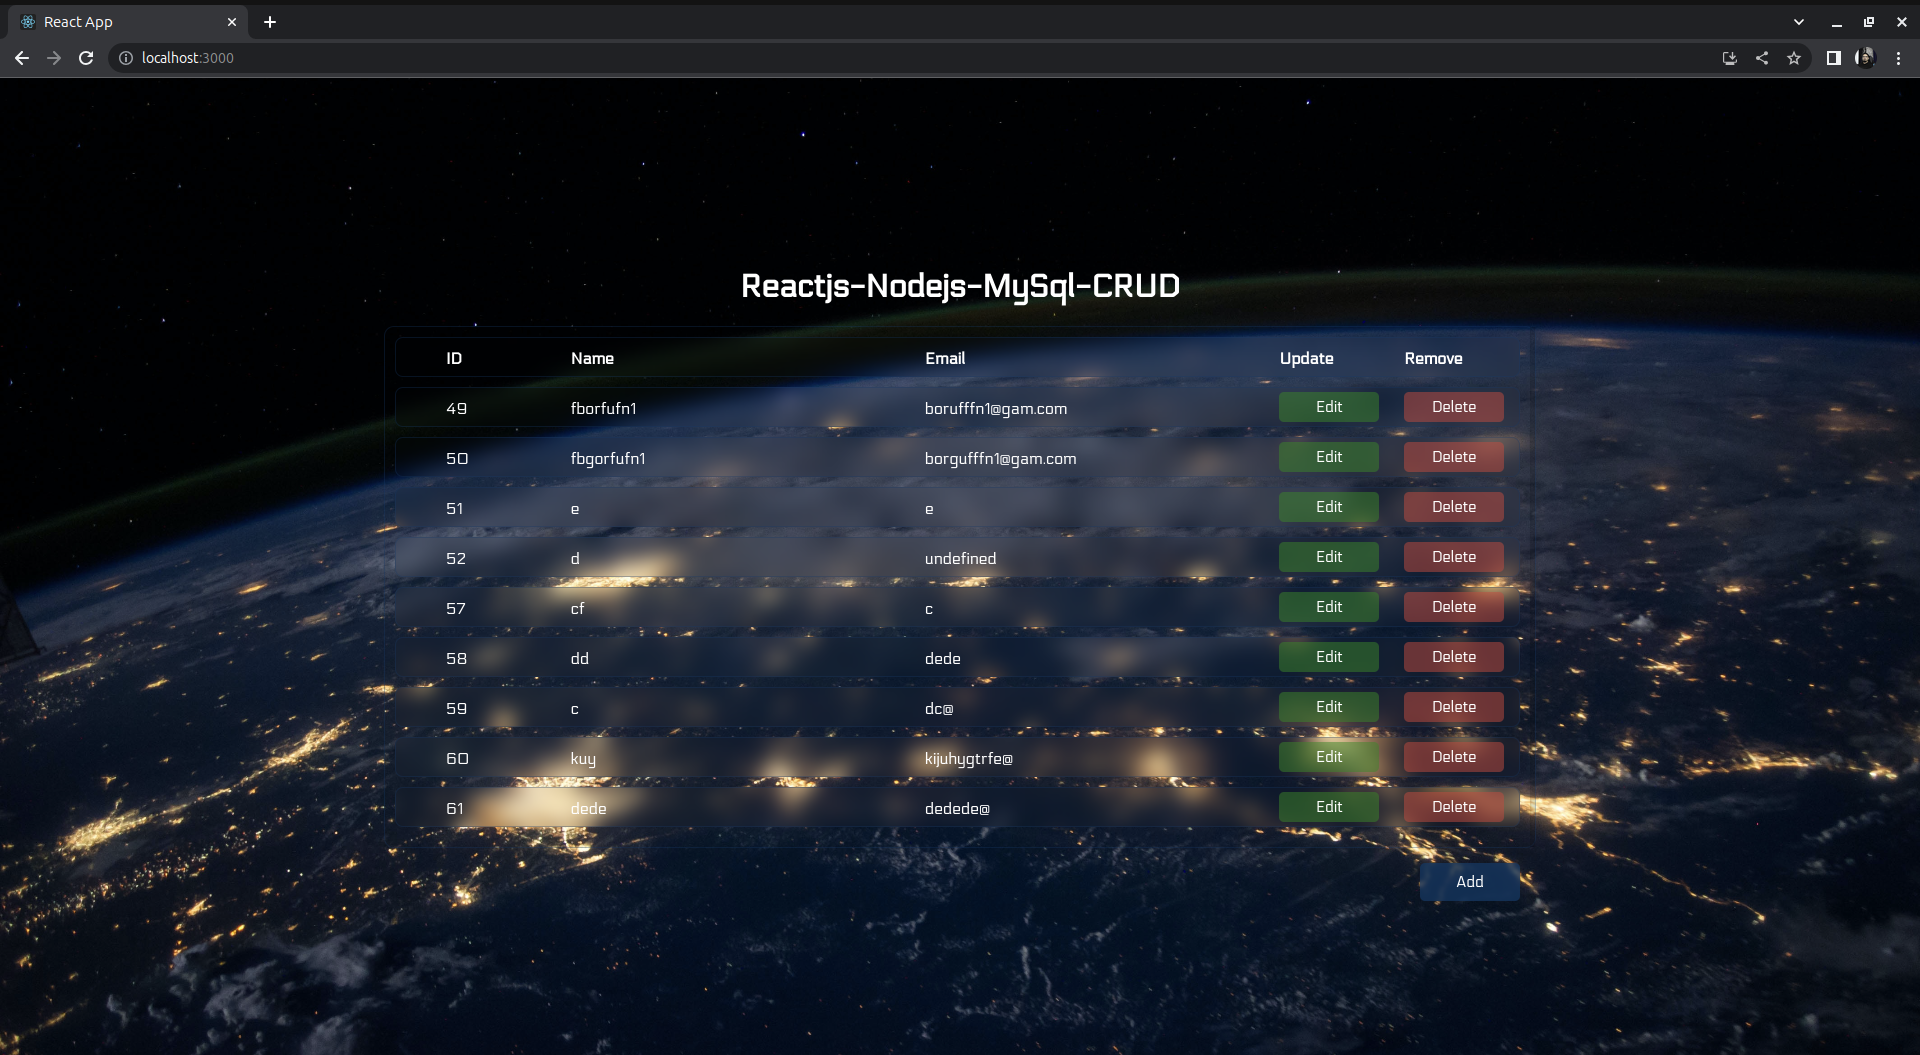 React App
localhost:3000
Reactjs-Nodejs-MySql-CRUD
ID Name Email Update Remove
49 fborfufn1 borufffn1@gam.com Edit Delete
50 fbgorfufn1 borgufffn1@gam.com Edit Delete
51 e e Edit Delete
52 d undefined Edit Delete
57 cf c Edit Delete
58 dd dede Edit Delete
59 c dc@ Edit Delete
60 kuy kijuhygtrfe@ Edit Delete
61 dede dedede@ Edit Delete
Add